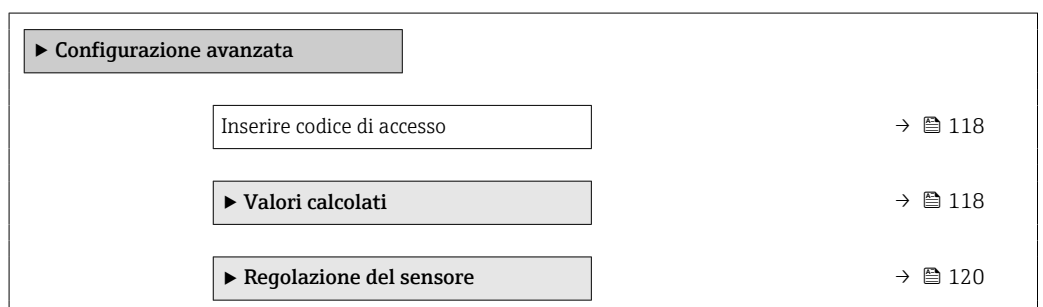 ▶ Configurazione avanzata
Inserire codice di accesso → 118
▶ Valori calcolati → 118
▶ Regolazione del sensore → 120